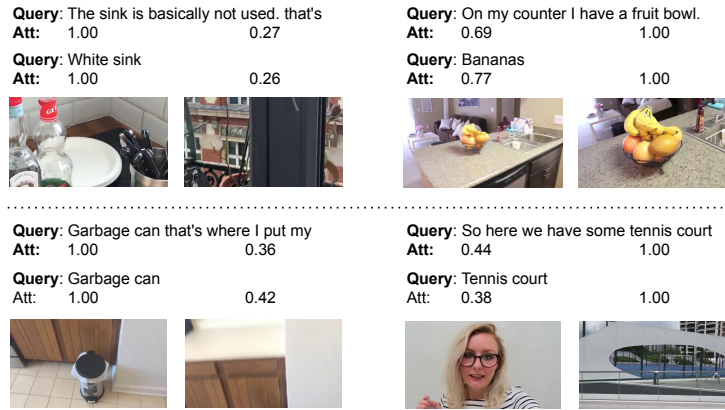 Query: The sink is basically not used. that's
Att: 1.00 0.27
Query: White sink
Att: 1.00 0.26
Query: On my counter I have a fruit bowl.
Att: 0.69 1.00
Query: Bananas
Att: 0.77 1.00
Query: Garbage can that's where I put my
Att: 1.00 0.36
Query: Garbage can
Att: 1.00 0.42
Query: So here we have some tennis court
Att: 0.44 1.00
Query: Tennis court
Att: 0.38 1.00